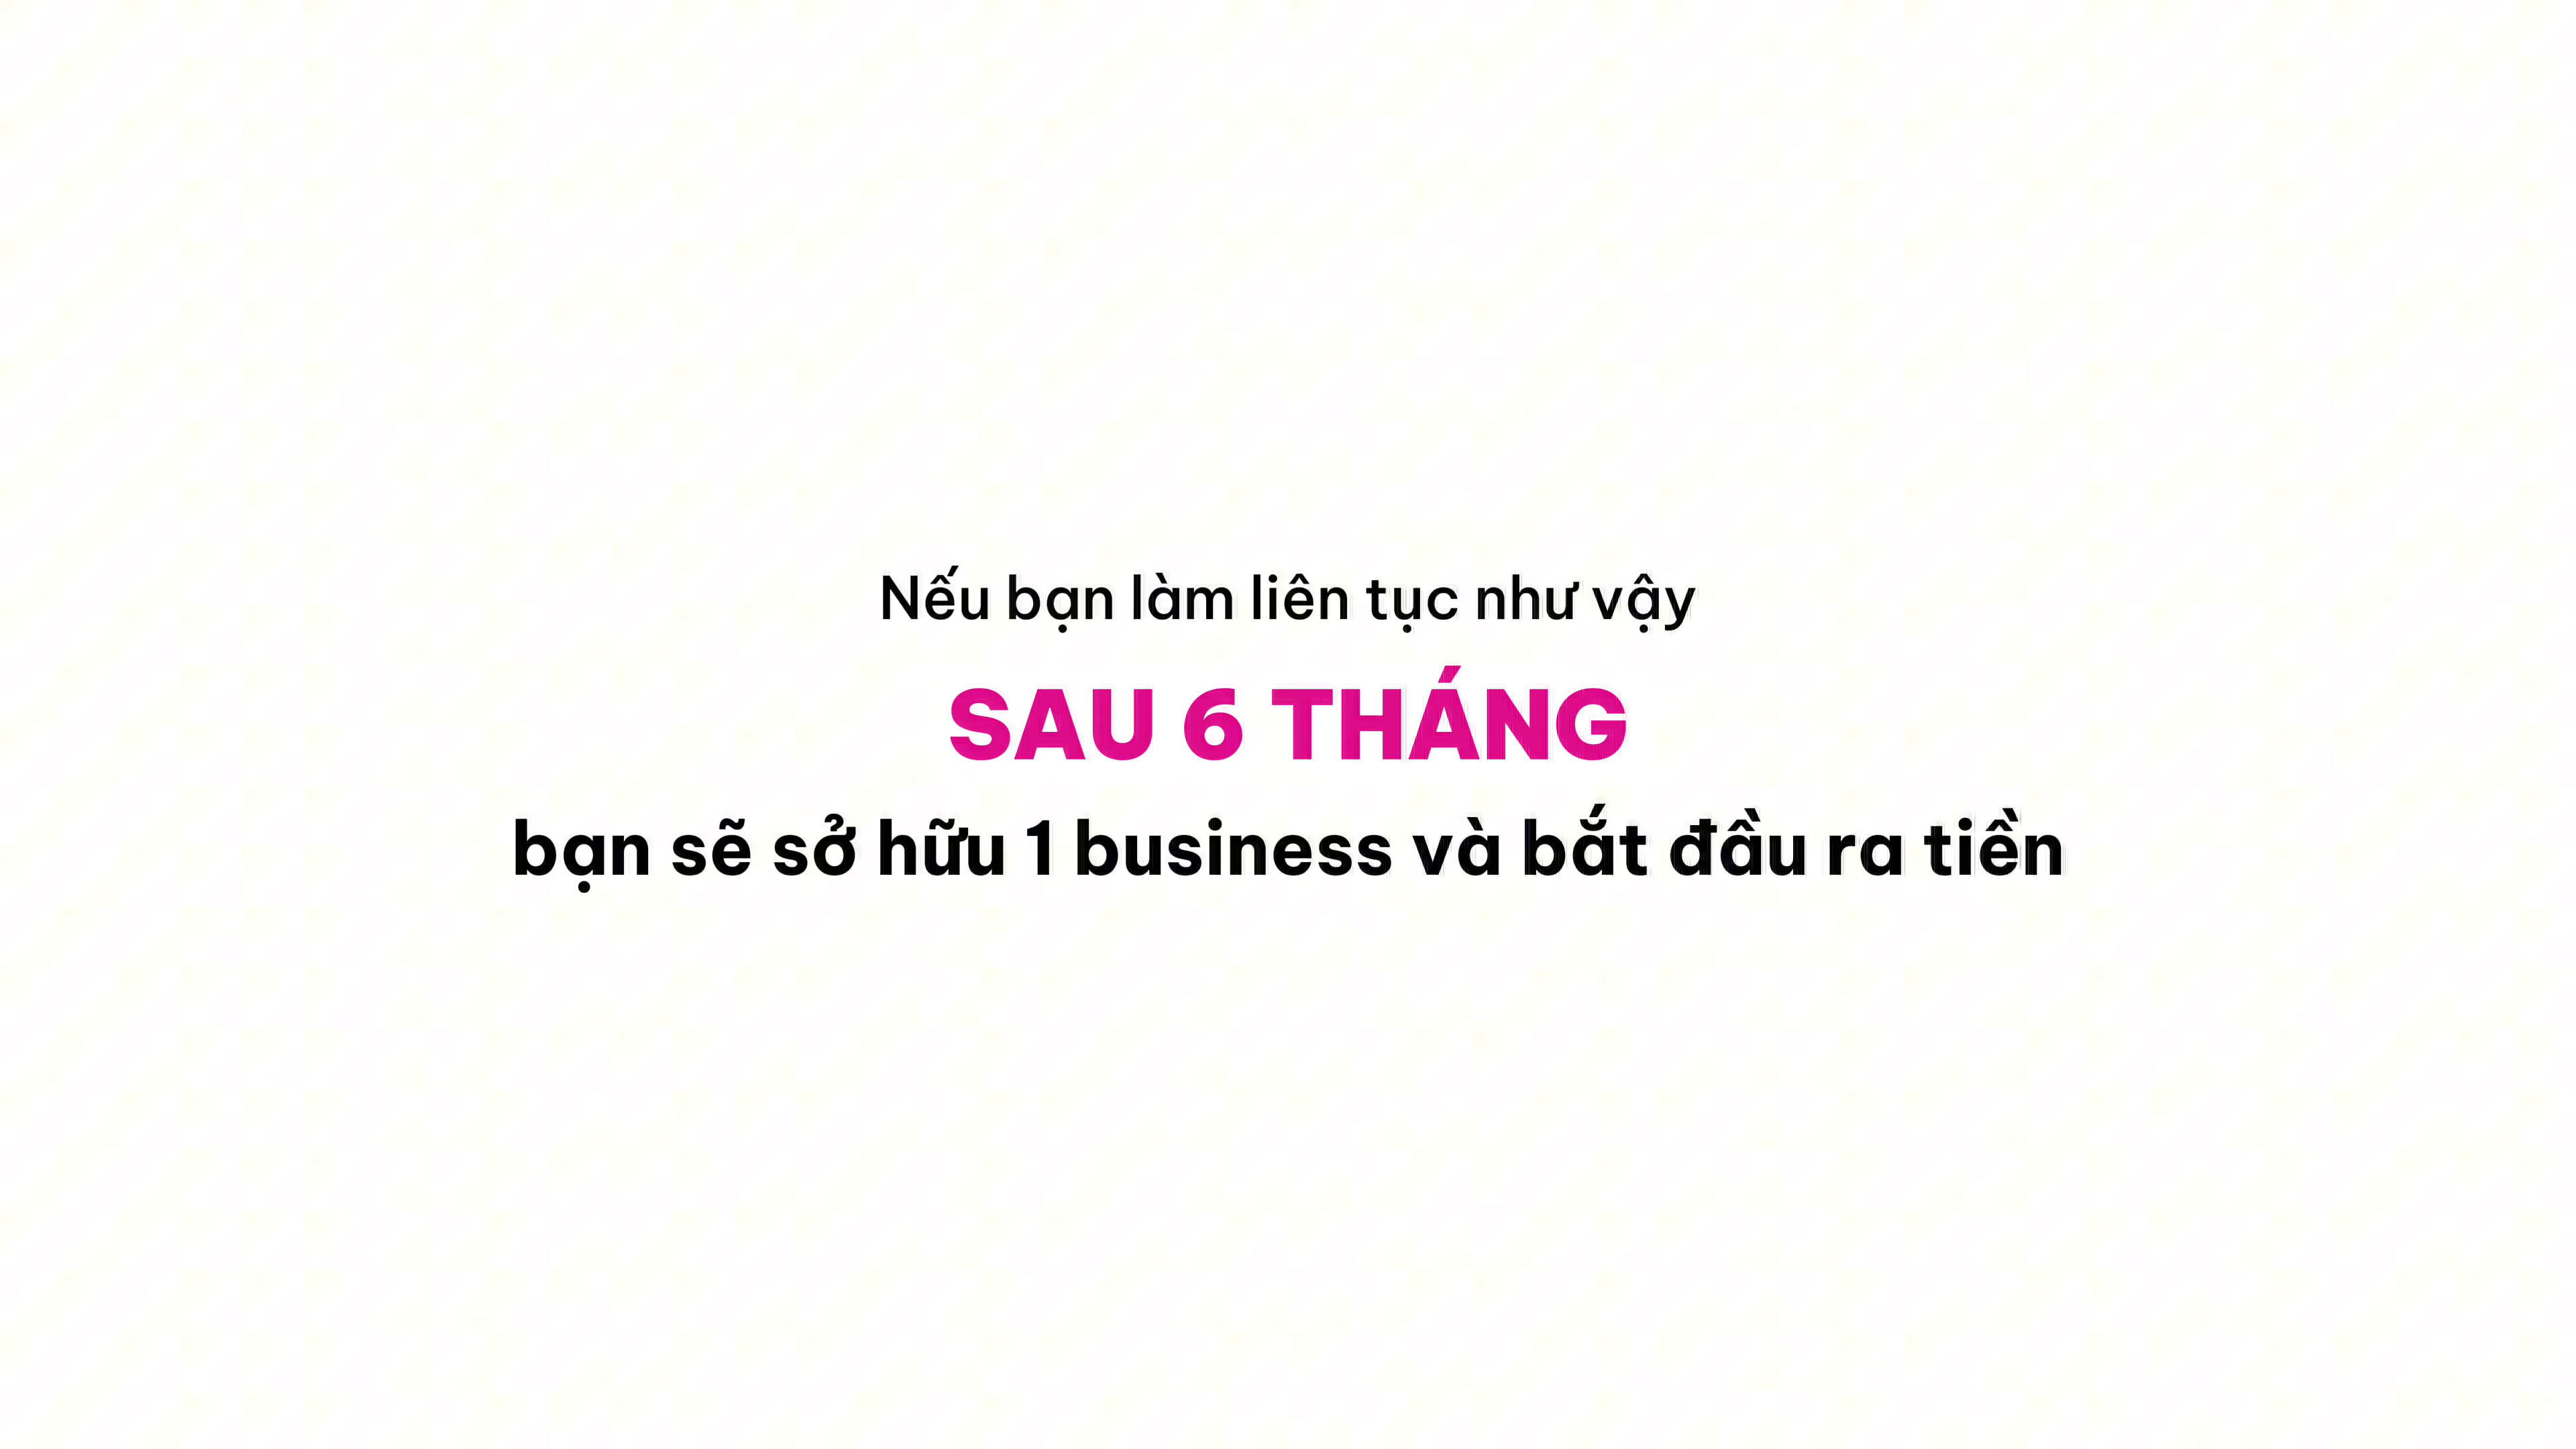 Nếu bạn làm liên tục như vậy
SAU 6 THÁNG
bạn sẽ sở hữu 1 business và bắt đầu ra tiền